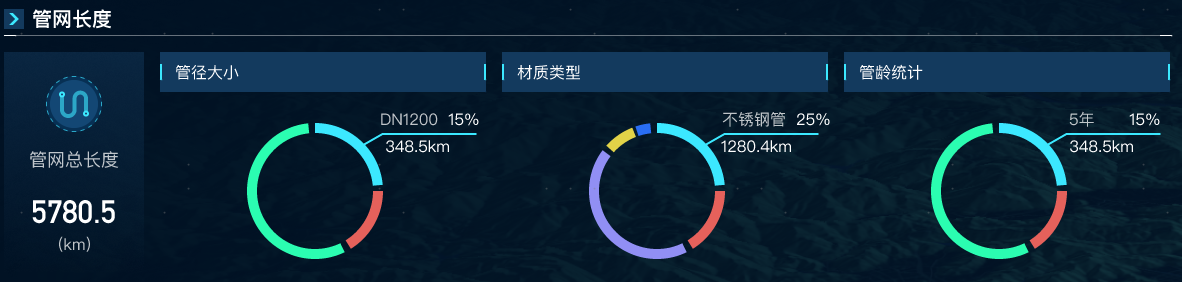 管网长度
管网总长度
5780.5
(km)
管径大小
DN1200 15%
348.5km
材质类型
不锈钢管 25%
1280.4km
管龄统计
5年 15%
348.5km